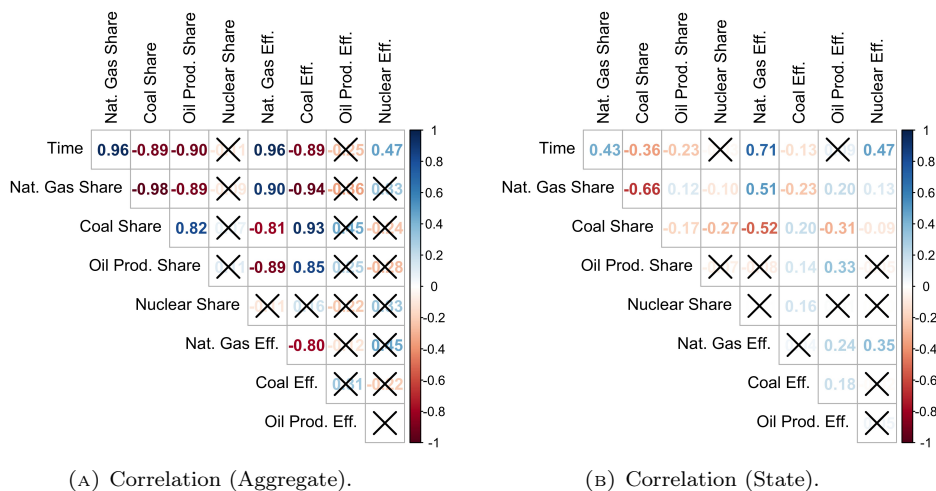 Nat. Gas Share Coal Share Oil Prod. Share Nuclear Share Nat. Gas Eff. Coal Eff. Oil Prod. Eff. Nuclear Eff.
Time 0.96 -0.89 -0.90 0.96 -0.89 0.47
Nat. Gas Share -0.98 -0.89 0.90 -0.94
Coal Share 0.82 -0.81 0.93
Oil Prod. Share -0.89 0.85
Nuclear Share
Nat. Gas Eff. -0.80
Coal Eff.
Oil Prod. Eff.
1
0.8
0.6
0.4
0.2
0
-0.2
-0.4
-0.6
-0.8
-1
(A) Correlation (Aggregate).
Nat. Gas Share Coal Share Oil Prod. Share Nuclear Share Nat. Gas Eff. Coal Eff. Oil Prod. Eff. Nuclear Eff.
Time 0.43 -0.36 -0.23 0.71 -0.13 0.47
Nat. Gas Share -0.66 0.12 -0.10 0.51 -0.23 0.20 0.13
Coal Share -0.17 -0.27 -0.52 0.20 -0.31 -0.09
Oil Prod. Share 0.14 0.33
Nuclear Share 0.16
Nat. Gas Eff. 0.24 0.35
Coal Eff. 0.18
Oil Prod. Eff.
1
0.8
0.6
0.4
0.2
0
-0.2
-0.4
-0.6
-0.8
-1
(B) Correlation (State).